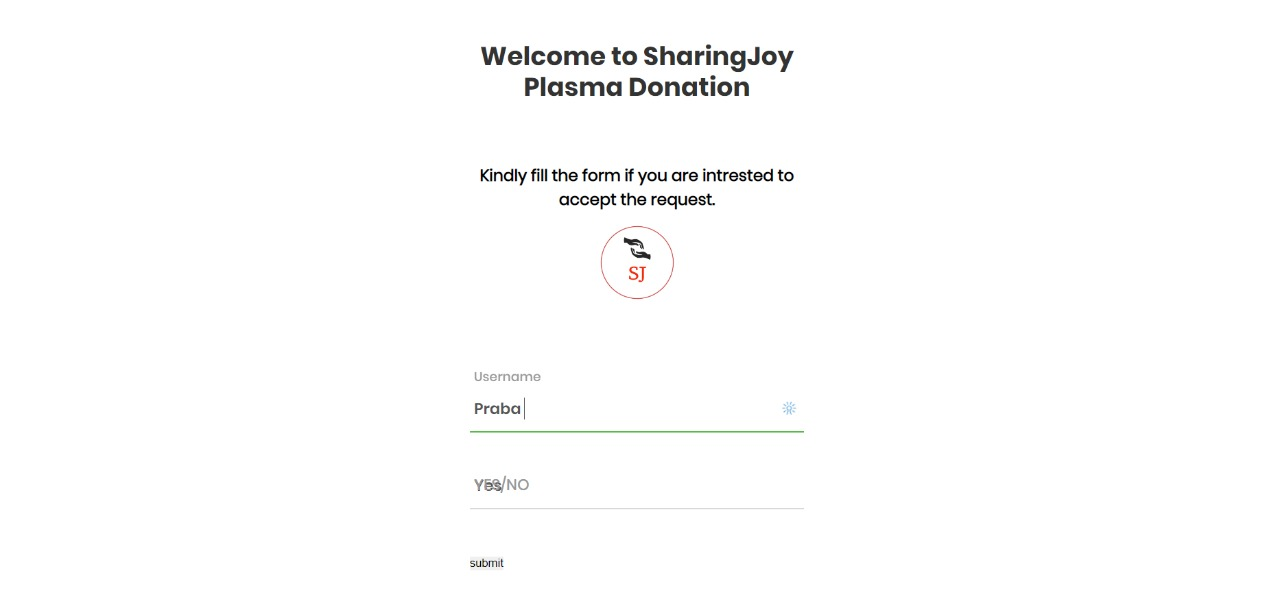 Welcome to SharingJoy
Plasma Donation
Kindly fill the form if you are intrested to
accept the request.
SJ
Username
Praba
YES/NO
Yes
submit